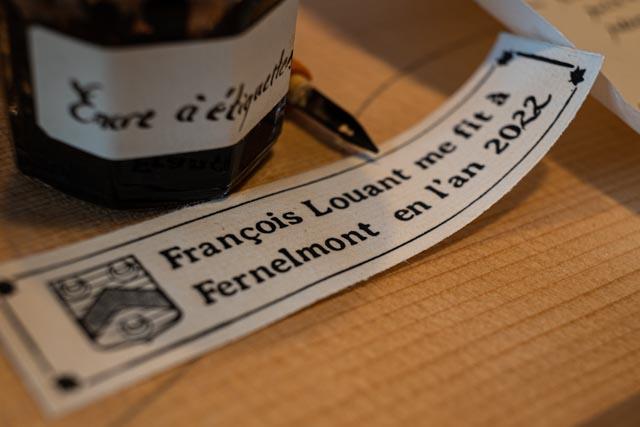 Encre à étiquettes
François Louant me fit à
Fernelmont en l'an 2022